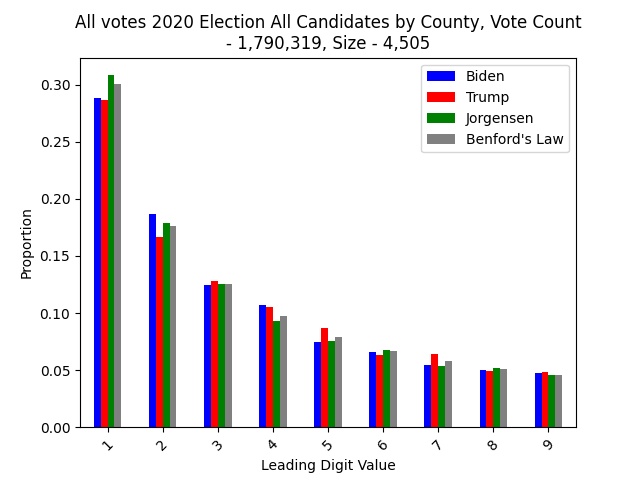 All votes 2020 Election All Candidates by County, Vote Count
- 1,790,319, Size - 4,505
Biden
Trump
Jorgensen
Benford's Law
Proportion
0.30
0.25
0.20
0.15
0.10
0.05
0.00
1 2 3 4 5 6 7 8 9
Leading Digit Value